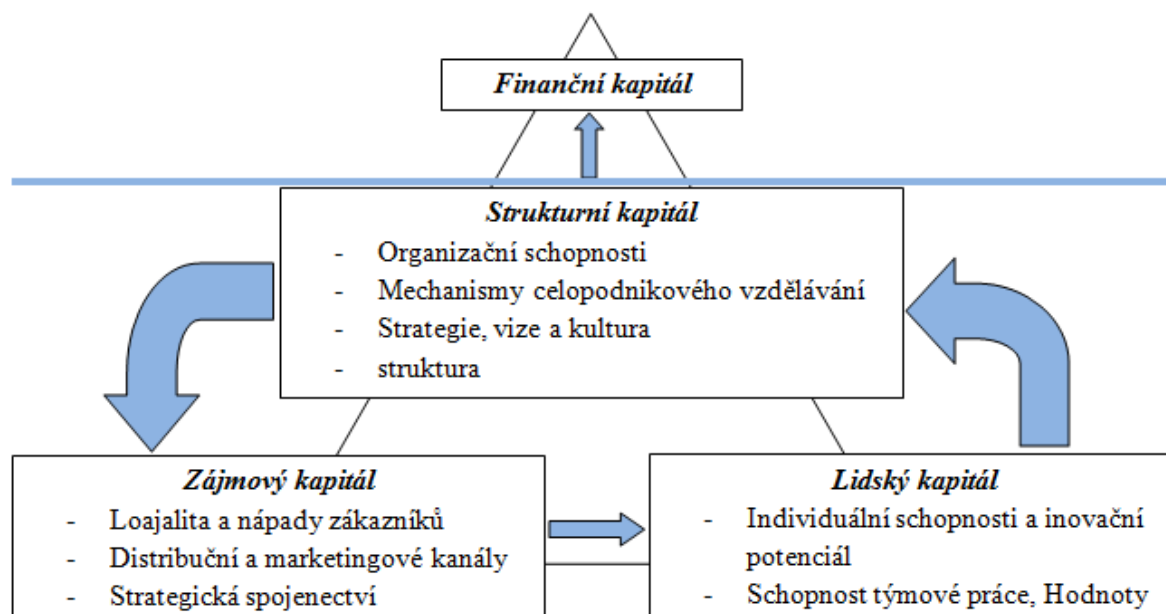 Finanční kapitál
Strukturní kapitál
- Organizační schopnosti
- Mechanismy celopodnikového vzdělávání
- Strategie, vize a kultura
- struktura
Zájmový kapitál
- Loajalita a nápady zákazníků
- Distribuční a marketingové kanály
- Strategická spojenectví
Lidský kapitál
- Individuální schopnosti a inovační
potenciál
- Schopnost týmové práce, Hodnoty